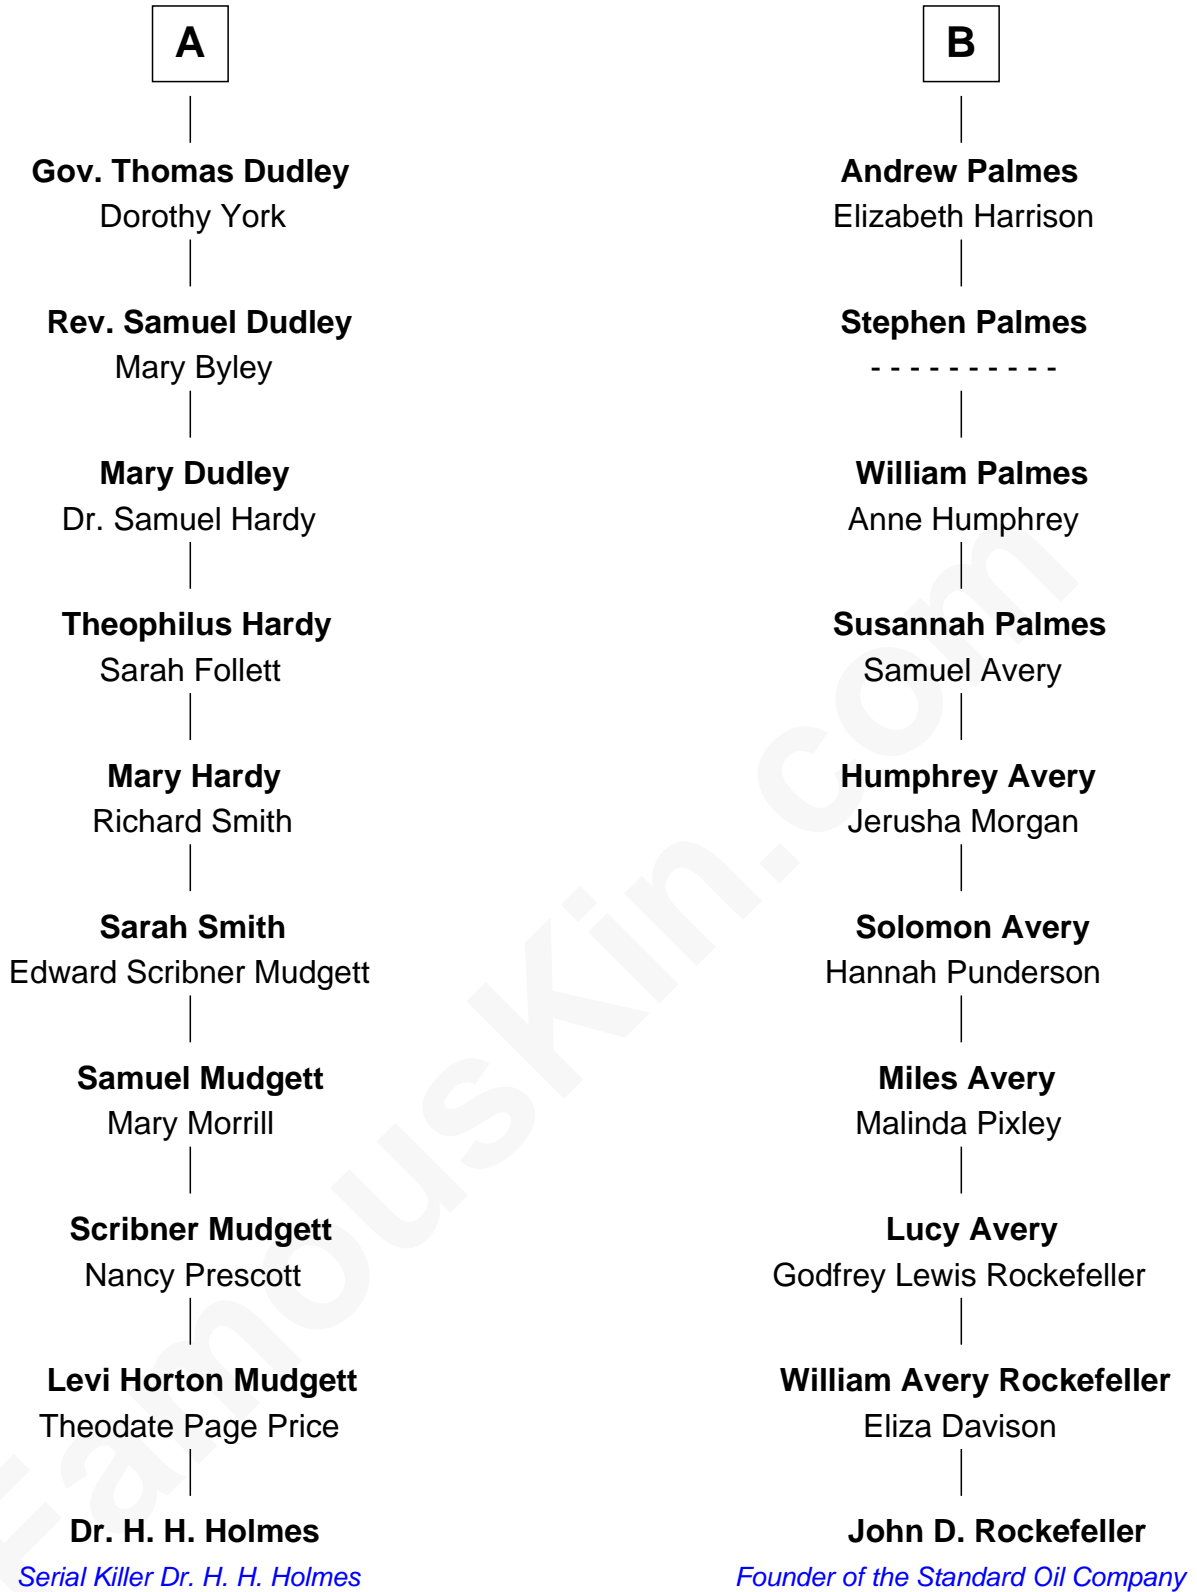 A
Gov. Thomas Dudley
Dorothy York
Rev. Samuel Dudley
Mary Byley
Mary Dudley
Dr. Samuel Hardy
Theophilus Hardy
Sarah Follett
Mary Hardy
Richard Smith
Sarah Smith
Edward Scribner Mudgett
Samuel Mudgett
Mary Morrill
Scribner Mudgett
Nancy Prescott
Levi Horton Mudgett
Theodate Page Price
Dr. H. H. Holmes
Serial Killer Dr. H. H. Holmes
B
Andrew Palmes
Elizabeth Harrison
Stephen Palmes
- - - - - - - - - -
William Palmes
Anne Humphrey
Susannah Palmes
Samuel Avery
Humphrey Avery
Jerusha Morgan
Solomon Avery
Hannah Punderson
Miles Avery
Malinda Pixley
Lucy Avery
Godfrey Lewis Rockefeller
William Avery Rockefeller
Eliza Davison
John D. Rockefeller
Founder of the Standard Oil Company
FamousKin.com